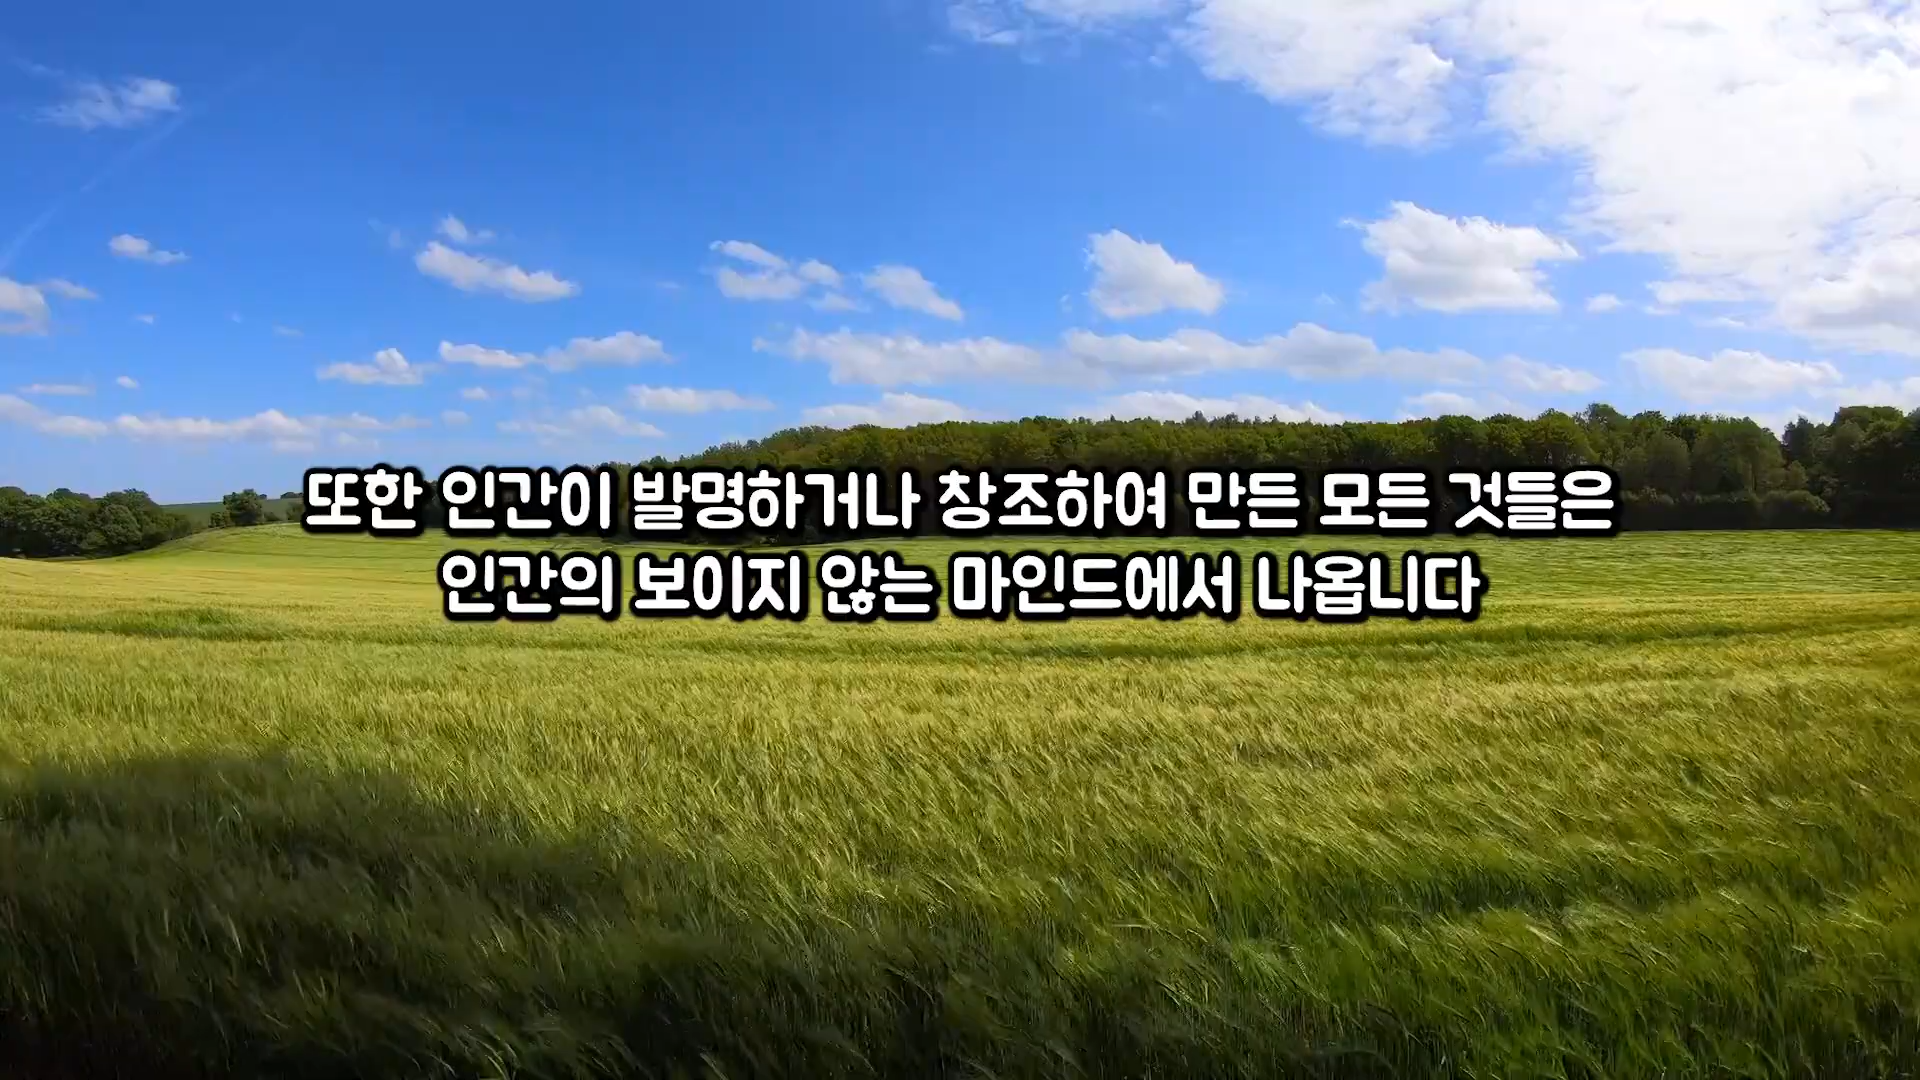 또한 인간이 발명하거나 창조하여 만든 모든 것들은
인간의 보이지 않는 마인드에서 나옵니다